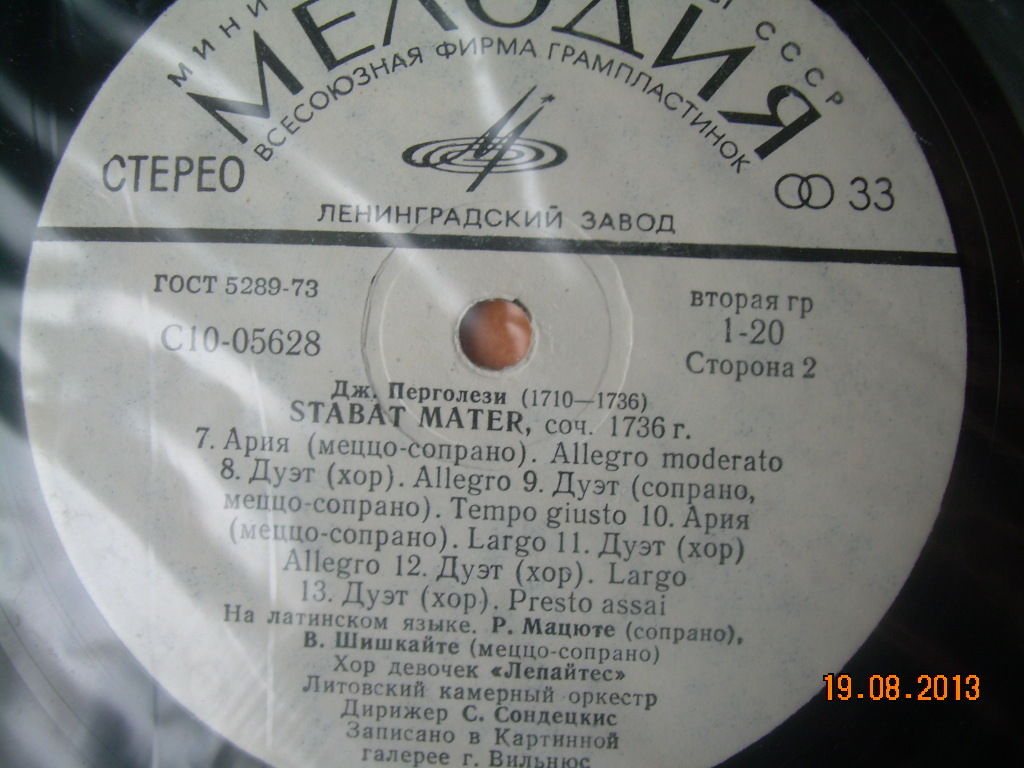 МИНИ Ы СССР
МЕЛОДИЯ
ВСЕСОЮЗНАЯ ФИРМА ГРАМПЛАСТИНОК
СТЕРЕО
33
ЛЕНИНГРАДСКИЙ ЗАВОД
ГОСТ 5289-73
вторая гр
С10-05628
1-20
Сторона 2
Дж. Перголези (1710—1736)
STABAT MATER, соч. 1736 г.
7. Ария (меццо-сопрано). Allegro moderato
8. Дуэт (хор). Allegro 9. Дуэт (сопрано,
меццо-сопрано). Tempo giusto 10. Ария
(меццо-сопрано). Largo 11. Дуэт (хор)
Allegro 12. Дуэт (хор). Largo
13. Дуэт (хор). Presto assai
На латинском языке. Р. Мацюте (сопрано),
В. Шишкайте (меццо-сопрано)
Хор девочек «Лепайтес»
Литовский камерный оркестр
Дирижер С. Сондецкис
Записано в Картинной
галерее г. Вильнюс
19.08.2013